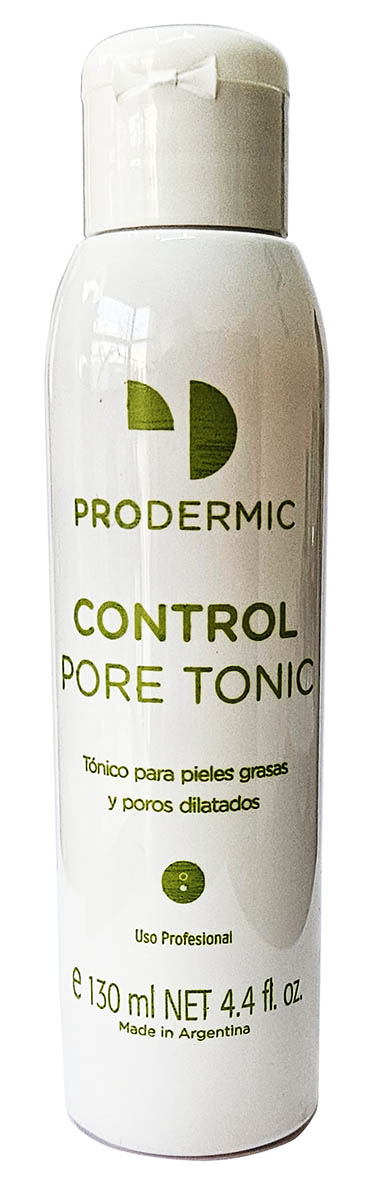 PRODERMIC
CONTROL
PORE TONIC
Tónico para pieles grasas
y poros dilatados
Uso Profesional
e 130 ml NET 4.4 fl. oz.
Made in Argentina